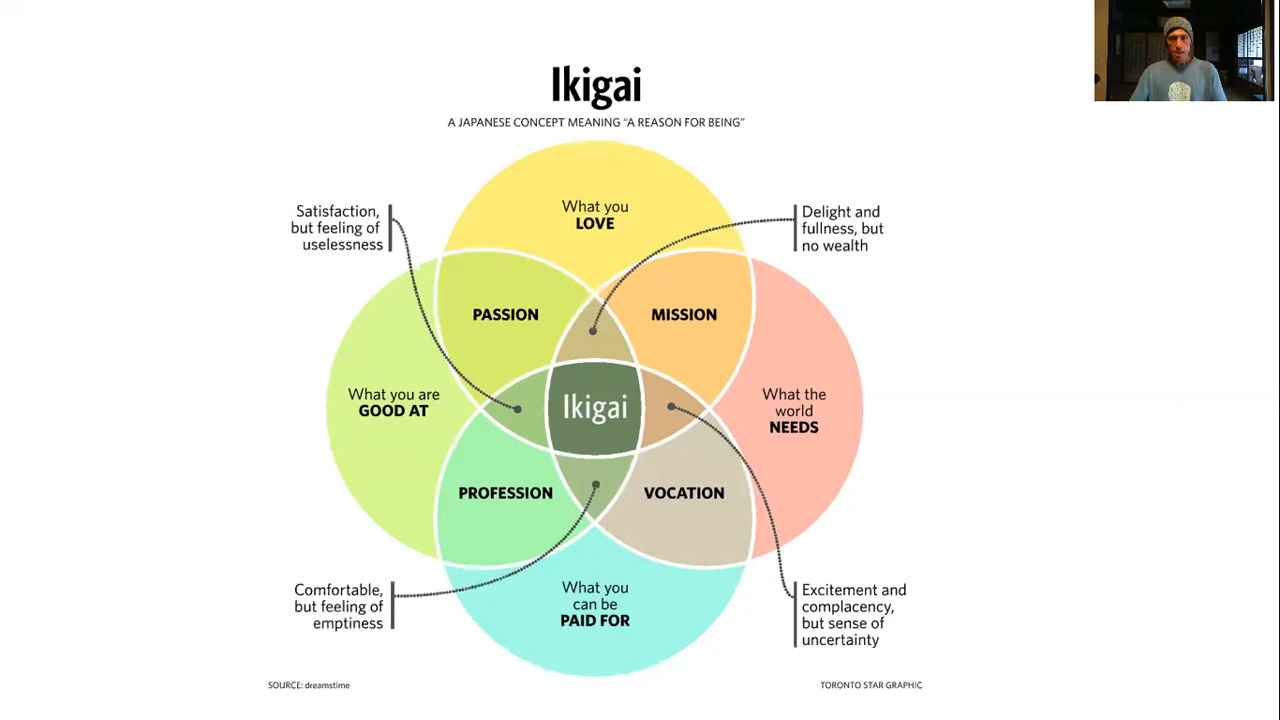 Ikigai
A JAPANESE CONCEPT MEANING “A REASON FOR BEING”
Satisfaction,
but feeling of
uselessness
What you
LOVE
Delight and
fullness, but
no wealth
PASSION
MISSION
What you are
GOOD AT
Ikigai
What the
world
NEEDS
PROFESSION
VOCATION
Comfortable,
but feeling of
emptiness
What you
can be
PAID FOR
Excitement and
complacency,
but sense of
uncertainty
SOURCE: dreamstime
TORONTO STAR GRAPHIC